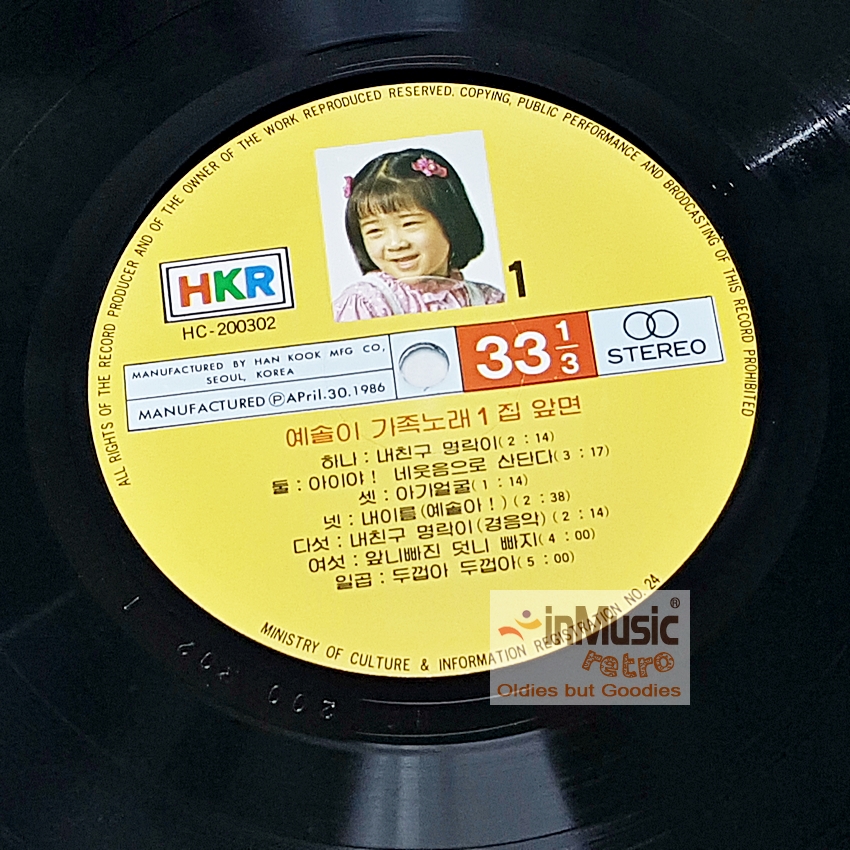 ALL RIGHTS OF THE RECORD PRODUCER AND OF THE OWNER OF THE WORK REPRODUCED RESERVED. COPYING, PUBLIC PERFORMANCE AND BRODCASTING OF THIS RECORD PROHIBITED
HKR
HC-200302
1
MANUFACTURED BY HAN KOOK MFG CO,
SEOUL, KOREA
MANUFACTURED ⓟ APril.30.1986
33 1/3
STEREO
예솔이 가족노래 1 집 앞면
하나 : 내친구 명락이( 2 : 14)
둘 : 아이야! 네웃음으로 산단다( 3 : 17)
셋 : 아기얼굴( 1 : 14)
넷 : 내이름(예솔아!) ( 2 : 38)
다섯 : 내친구 명락이(경음악) ( 2 : 14)
여섯 : 앞니빠진 덧니 빠지( 4 : 00)
일곱 : 두껍아 두껍아( 5 : 00)
MINISTRY OF CULTURE & INFORMATION REGISTRATION NO. 24
inMusic®
retro
Oldies but Goodies